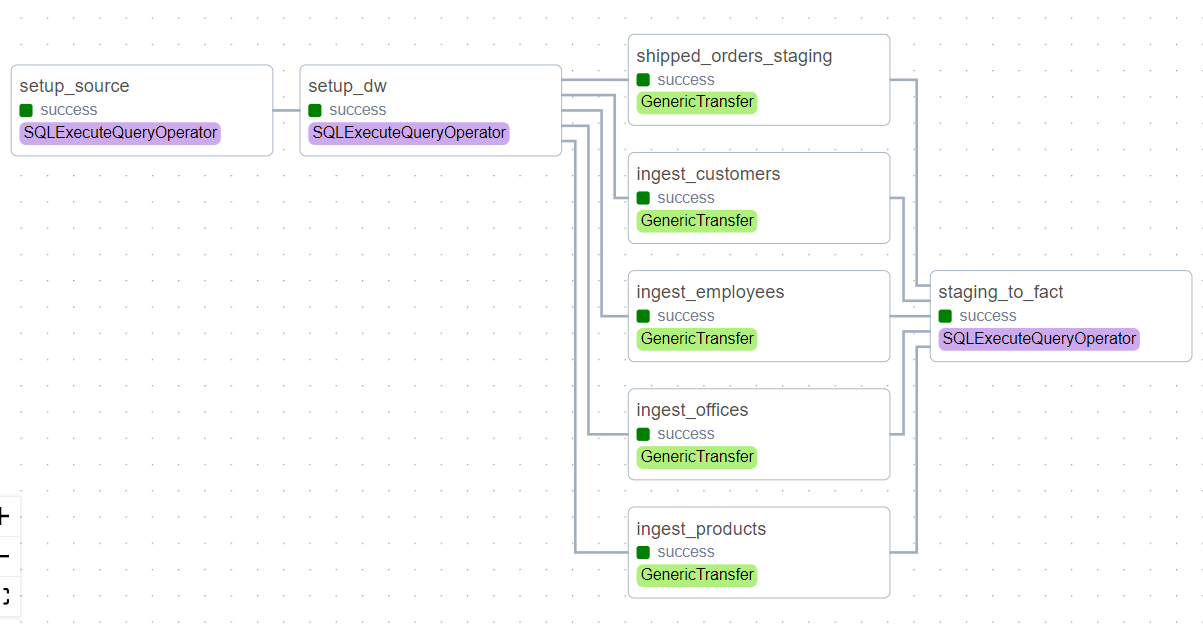 setup_source
success
SQLExecuteQueryOperator
setup_dw
success
SQLExecuteQueryOperator
shipped_orders_staging
success
GenericTransfer
ingest_customers
success
GenericTransfer
ingest_employees
success
GenericTransfer
ingest_offices
success
GenericTransfer
ingest_products
success
GenericTransfer
staging_to_fact
success
SQLExecuteQueryOperator